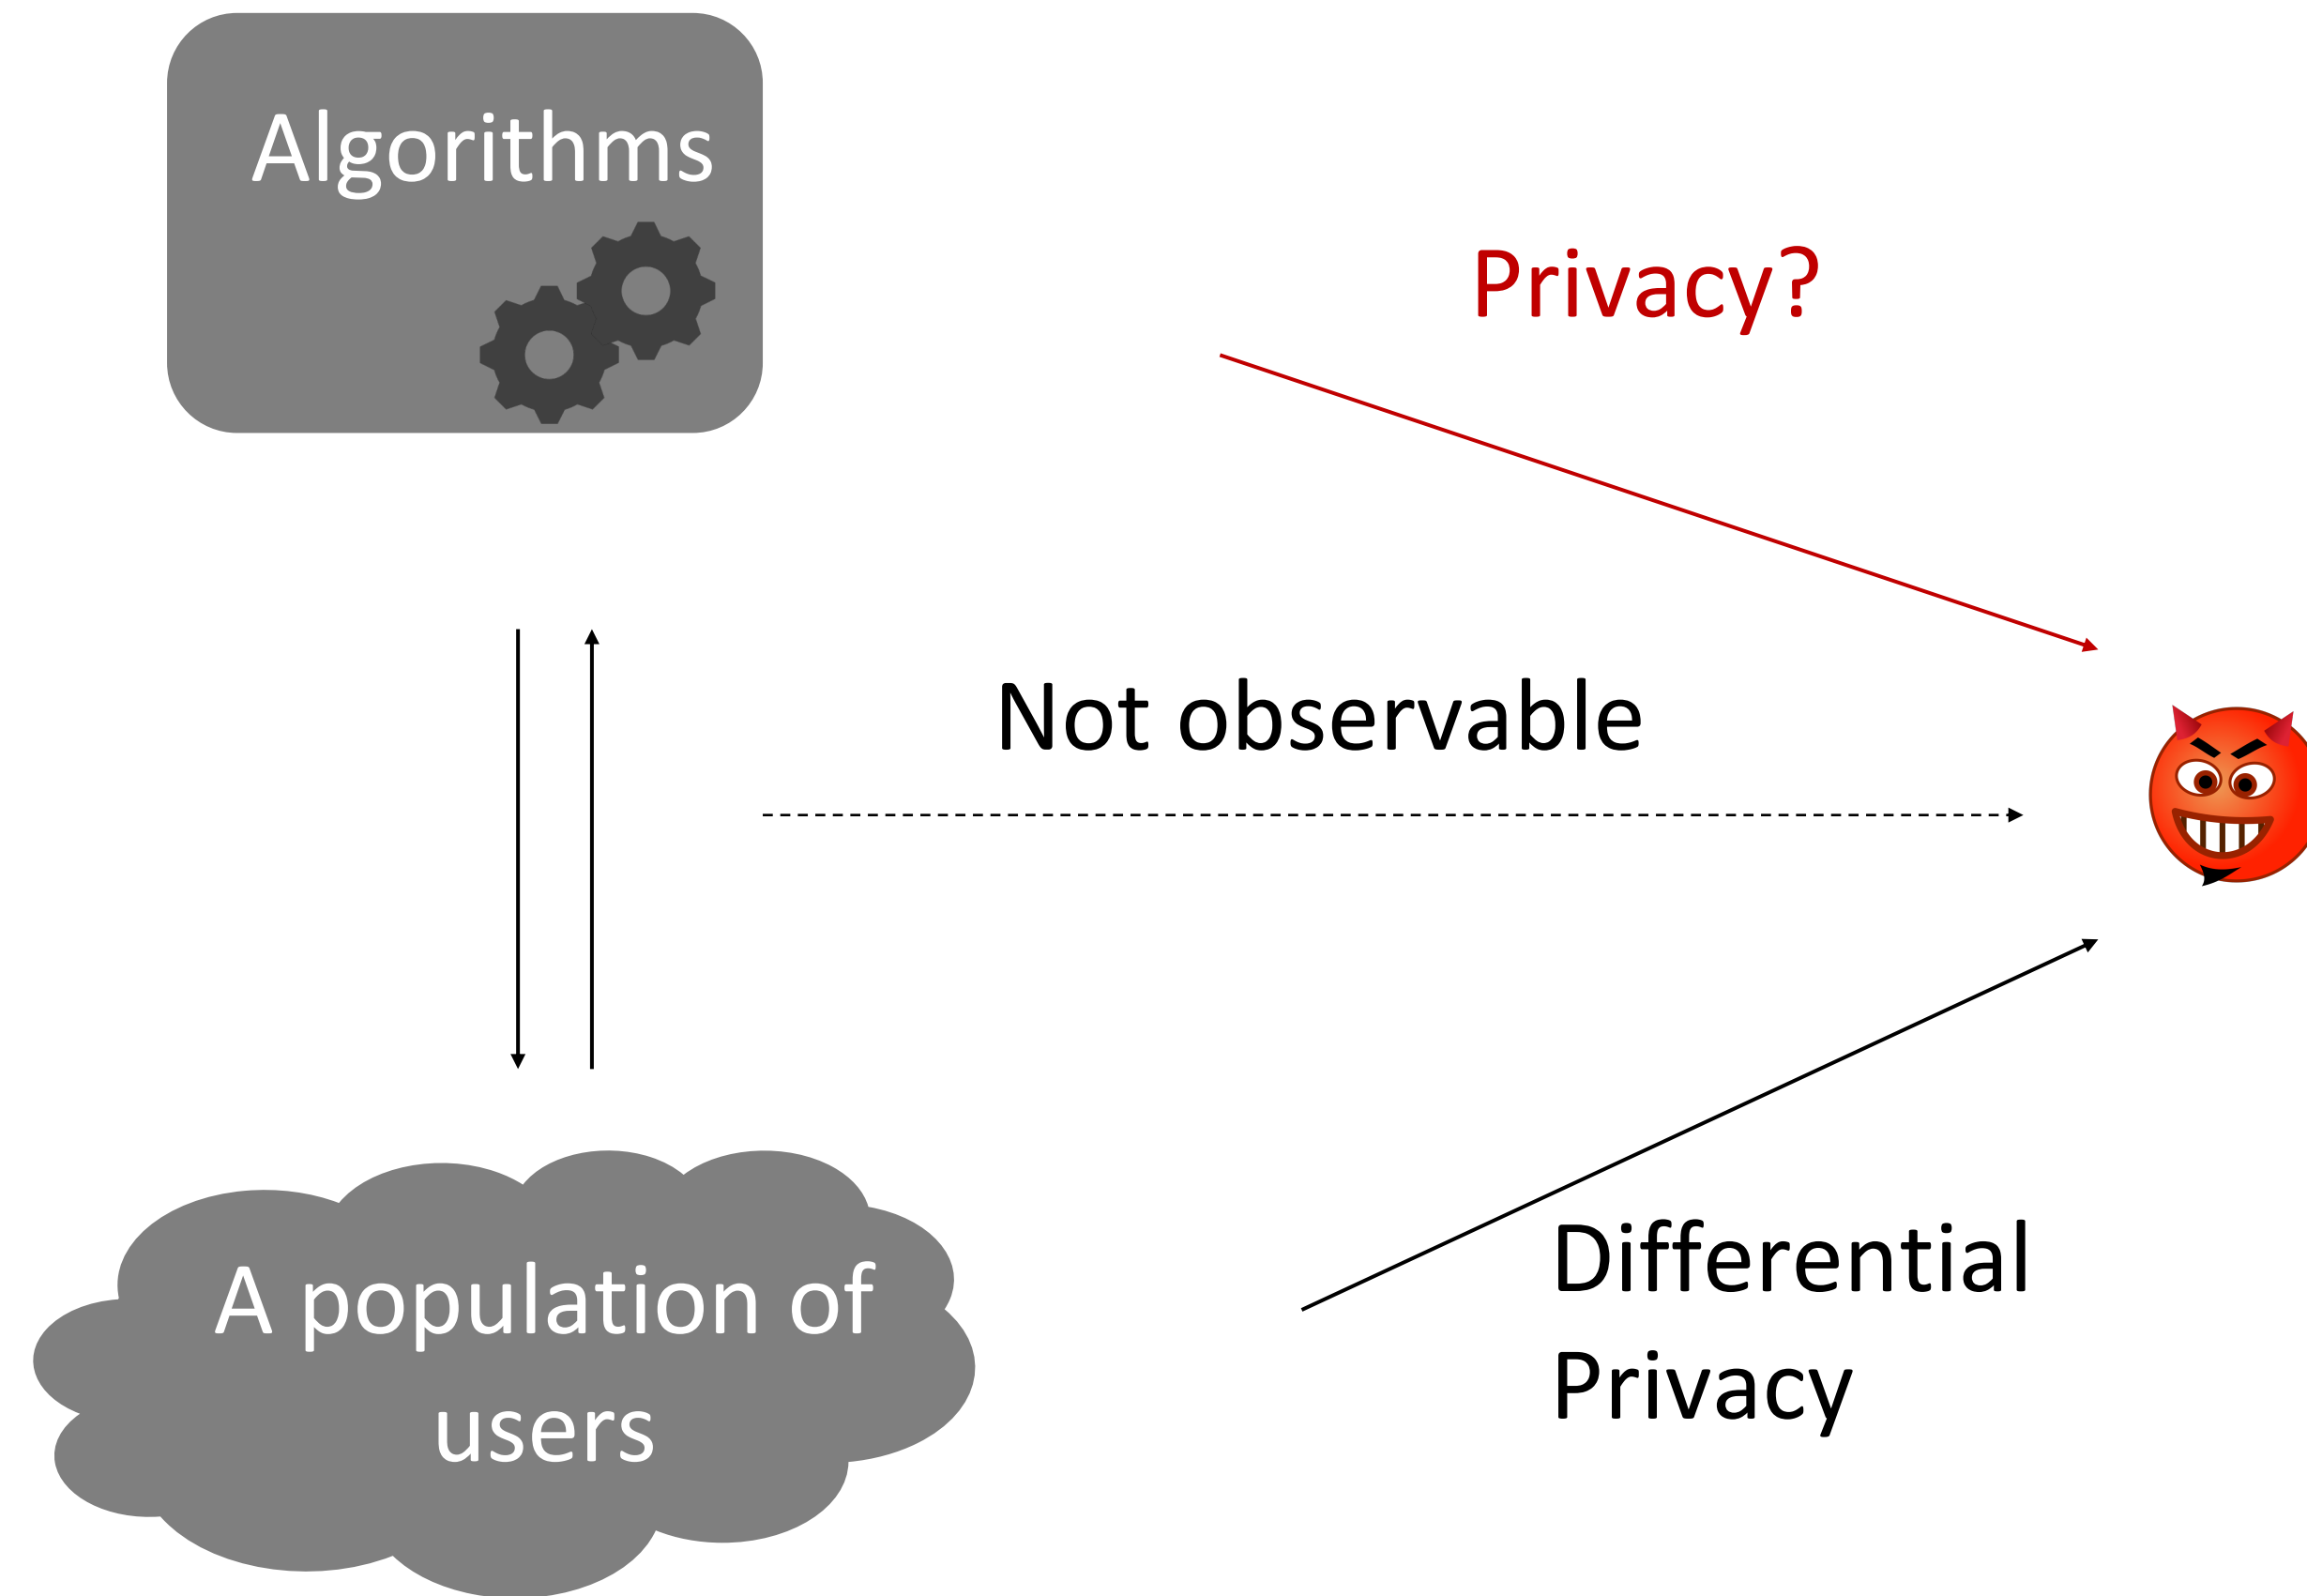 Algorithms
Privacy?
Not observable
A population of
users
Differential
Privacy